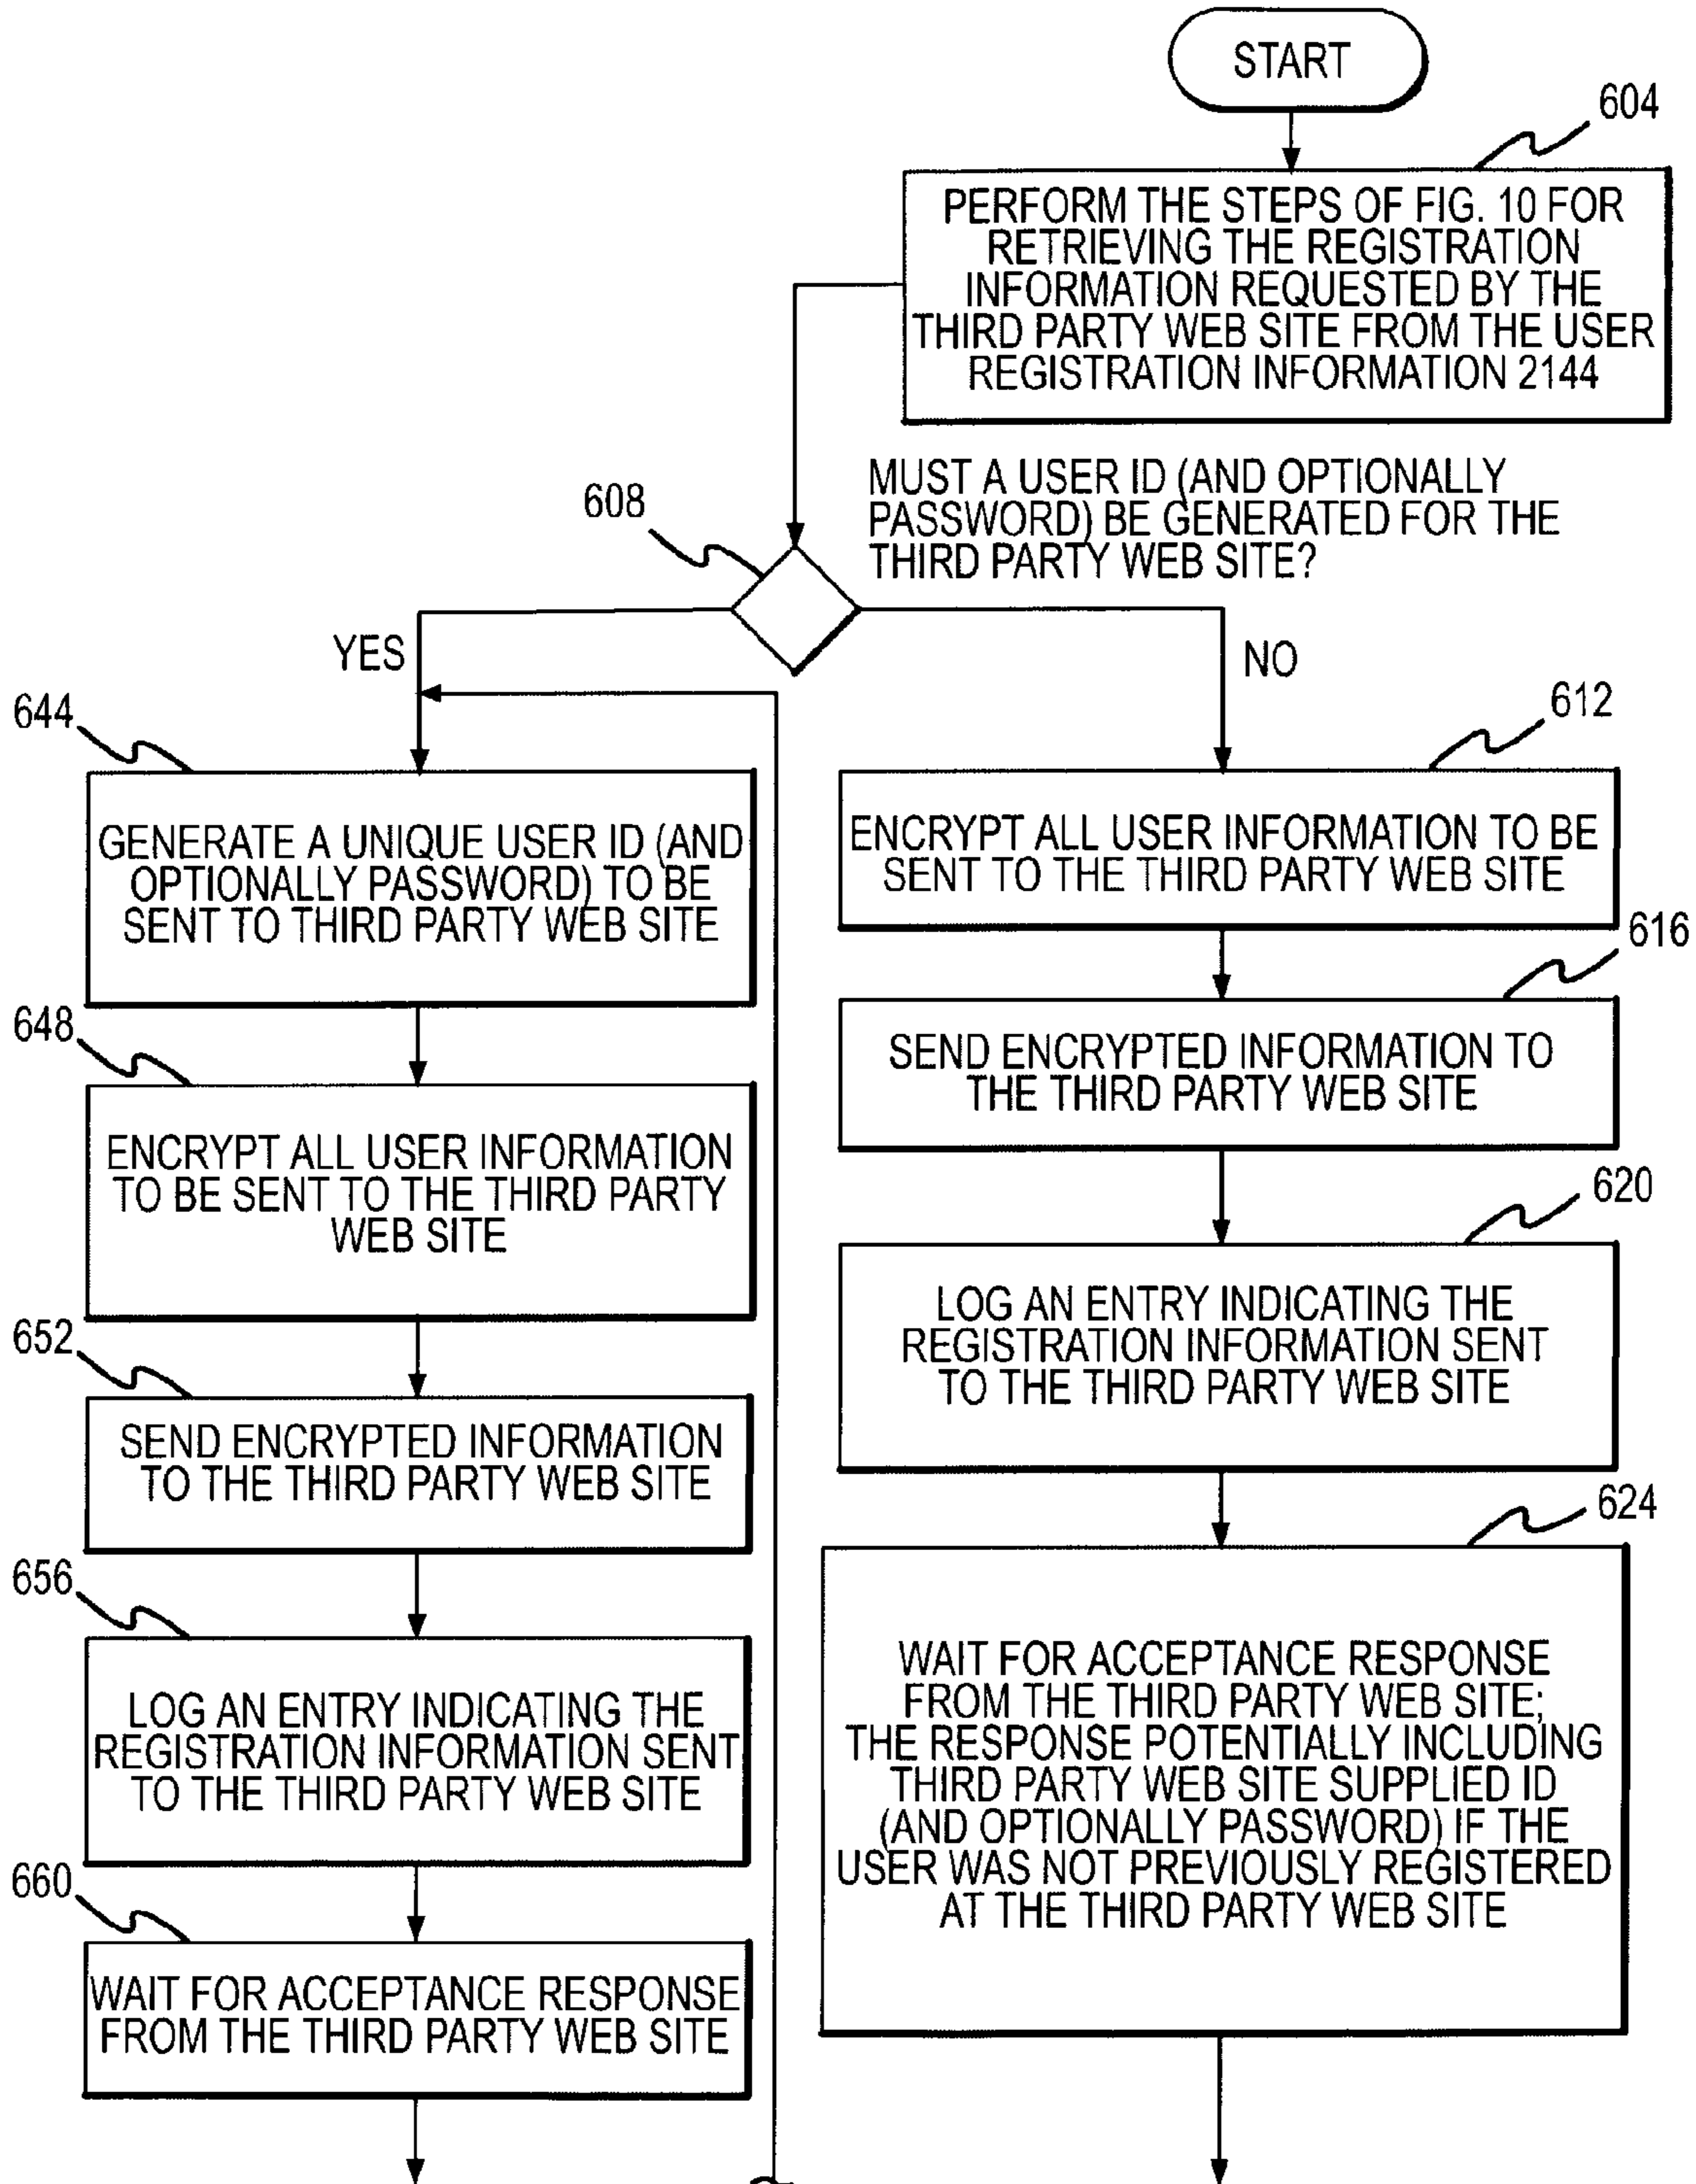 START
604
PERFORM THE STEPS OF FIG. 10 FOR
RETRIEVING THE REGISTRATION
INFORMATION REQUESTED BY THE
THIRD PARTY WEB SITE FROM THE USER
REGISTRATION INFORMATION 2144
608
MUST A USER ID (AND OPTIONALLY
PASSWORD) BE GENERATED FOR THE
THIRD PARTY WEB SITE?
YES
NO
644
GENERATE A UNIQUE USER ID (AND
OPTIONALLY PASSWORD) TO BE
SENT TO THIRD PARTY WEB SITE
648
ENCRYPT ALL USER INFORMATION
TO BE SENT TO THE THIRD PARTY
WEB SITE
652
SEND ENCRYPTED INFORMATION
TO THE THIRD PARTY WEB SITE
656
LOG AN ENTRY INDICATING THE
REGISTRATION INFORMATION SENT
TO THE THIRD PARTY WEB SITE
660
WAIT FOR ACCEPTANCE RESPONSE
FROM THE THIRD PARTY WEB SITE
612
ENCRYPT ALL USER INFORMATION TO BE
SENT TO THE THIRD PARTY WEB SITE
616
SEND ENCRYPTED INFORMATION TO
THE THIRD PARTY WEB SITE
620
LOG AN ENTRY INDICATING THE
REGISTRATION INFORMATION SENT
TO THE THIRD PARTY WEB SITE
624
WAIT FOR ACCEPTANCE RESPONSE
FROM THE THIRD PARTY WEB SITE;
THE RESPONSE POTENTIALLY INCLUDING
THIRD PARTY WEB SITE SUPPLIED ID
(AND OPTIONALLY PASSWORD) IF THE
USER WAS NOT PREVIOUSLY REGISTERED
AT THE THIRD PARTY WEB SITE